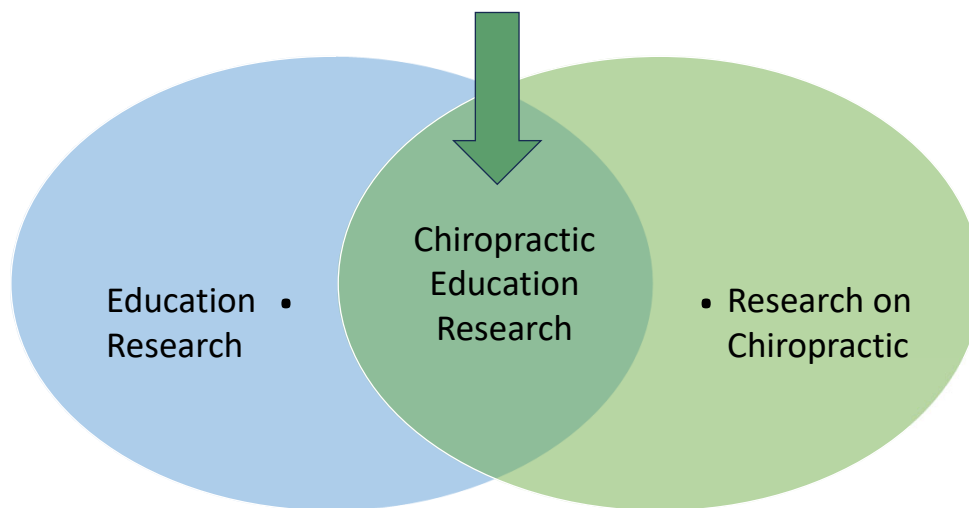 Education •
Research
Chiropractic
Education
Research
• Research on
Chiropractic